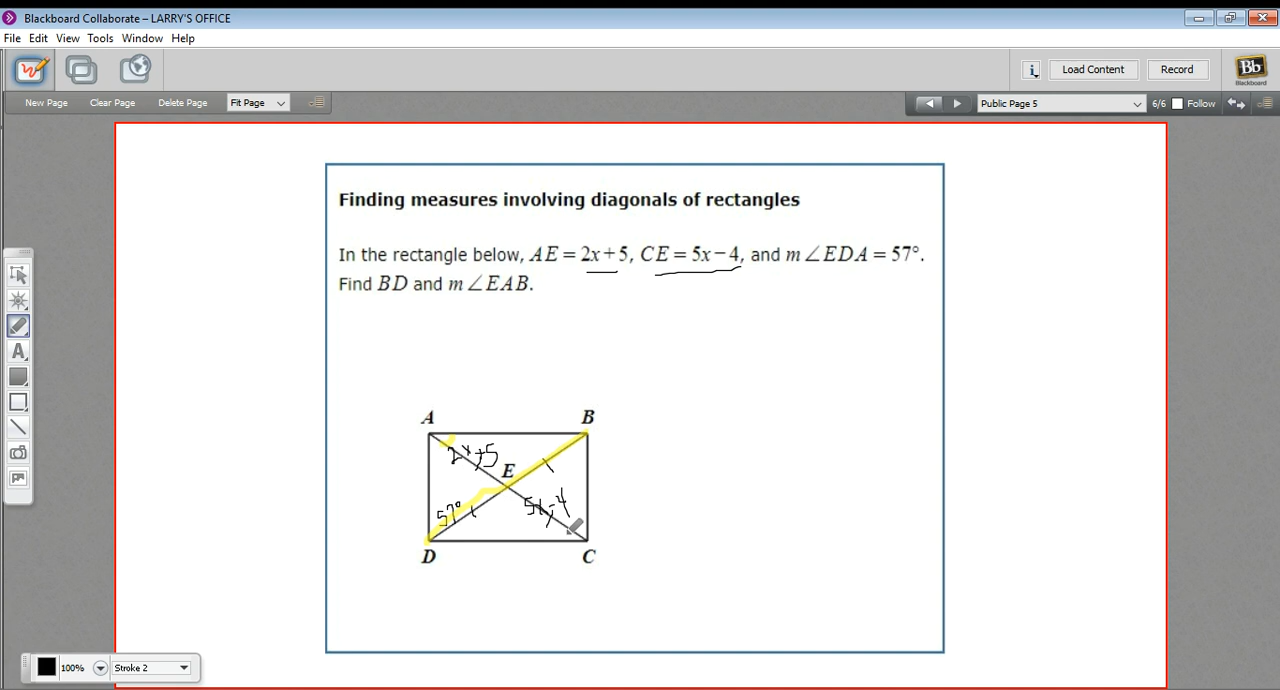 Blackboard Collaborate – LARRY'S OFFICE
File Edit View Tools Window Help
Load Content Record Bb
Blackboard
New Page Clear Page Delete Page Fit Page Public Page 5 6/6 Follow
Finding measures involving diagonals of rectangles
In the rectangle below, AE = 2x+5, CE = 5x−4, and m∠EDA = 57°.
Find BD and m∠EAB.
A B
2x+5
E
57° 5x-4
D C
A
100% Stroke 2